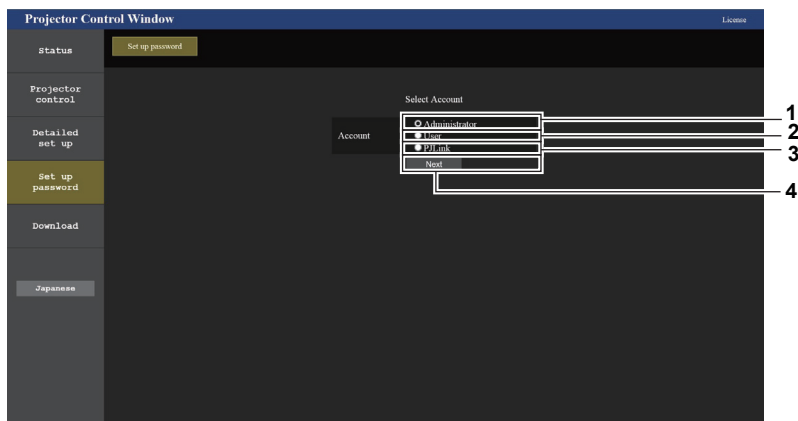 Projector Control Window
License
Status
Set up password
Projector
control
Select Account
1
Administrator
Account
User
2
PJLink
3
Detailed
set up
Next
4
Set up
password
Download
Japanese